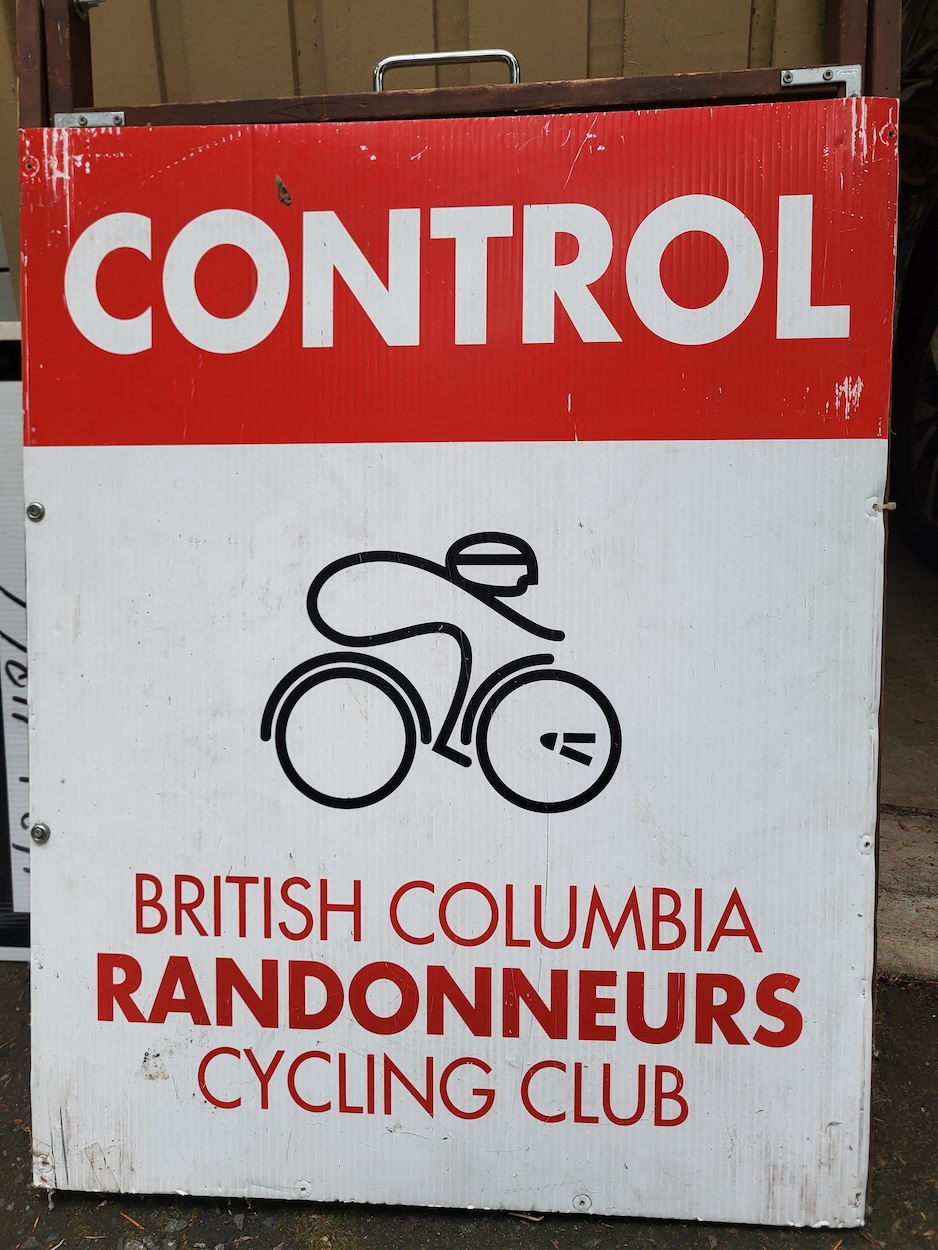 CONTROL
BRITISH COLUMBIA
RANDONNEURS
CYCLING CLUB